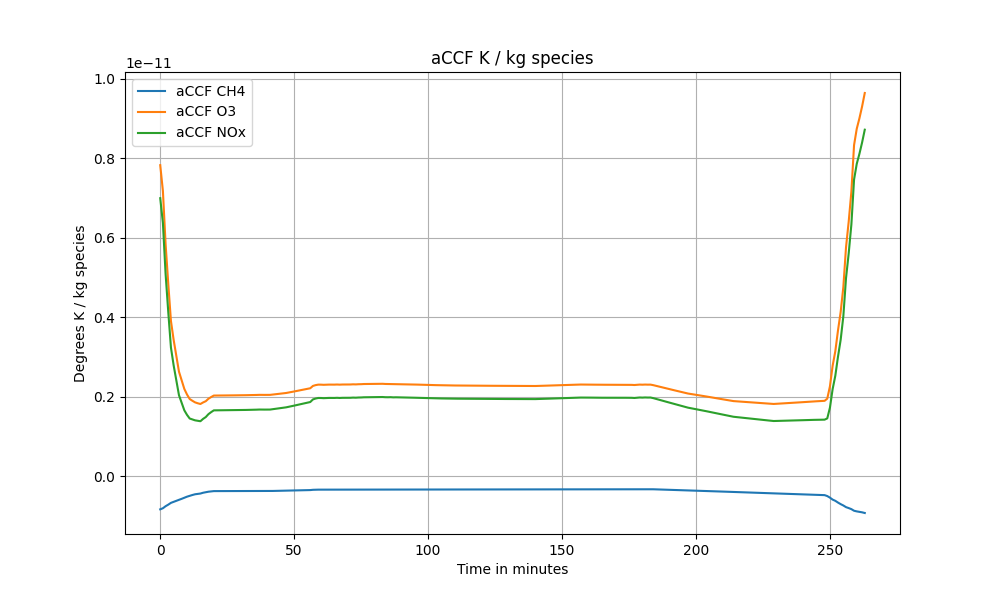 aCCF K / kg species
1e−11
aCCF CH4
aCCF O3
aCCF NOx
1.0
0.8
0.6
0.4
0.2
0.0
Degrees K / kg species
0 50 100 150 200 250
Time in minutes